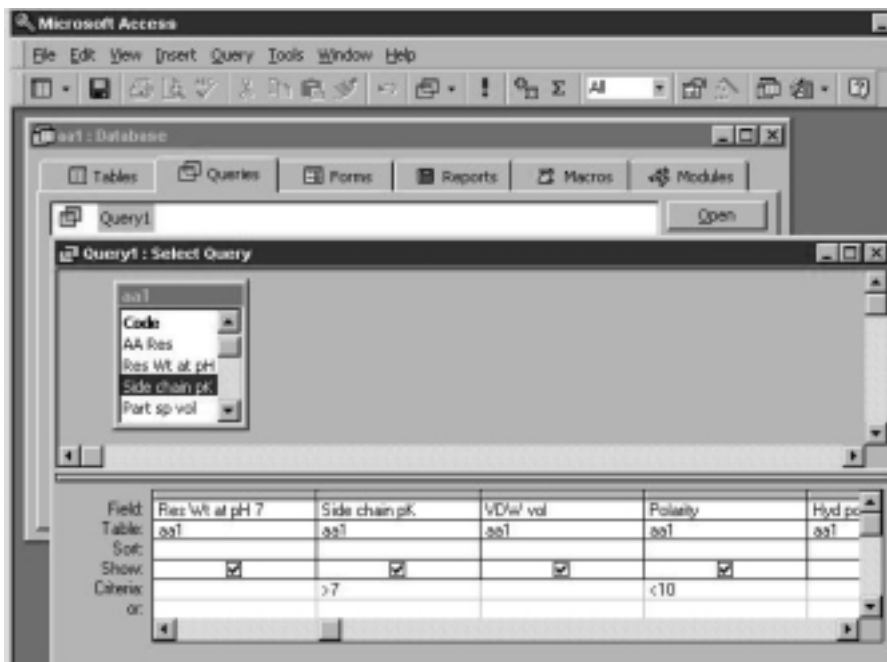 Microsoft Access
File Edit View Insert Query Tools Window Help
All
aa1 : Database
Tables Queries Forms Reports Macros Modules
Query1 Open
Query1 : Select Query
aa1
Code
AA Res
Res Wt at pH
Side chain pK
Part sp vol
Field: Res Wt at pH 7 Side chain pK VDW vol Polarity Hyd po
Table: aa1 aa1 aa1 aa1 aa1
Sort:
Show:
Criteria: >7 <10
or: